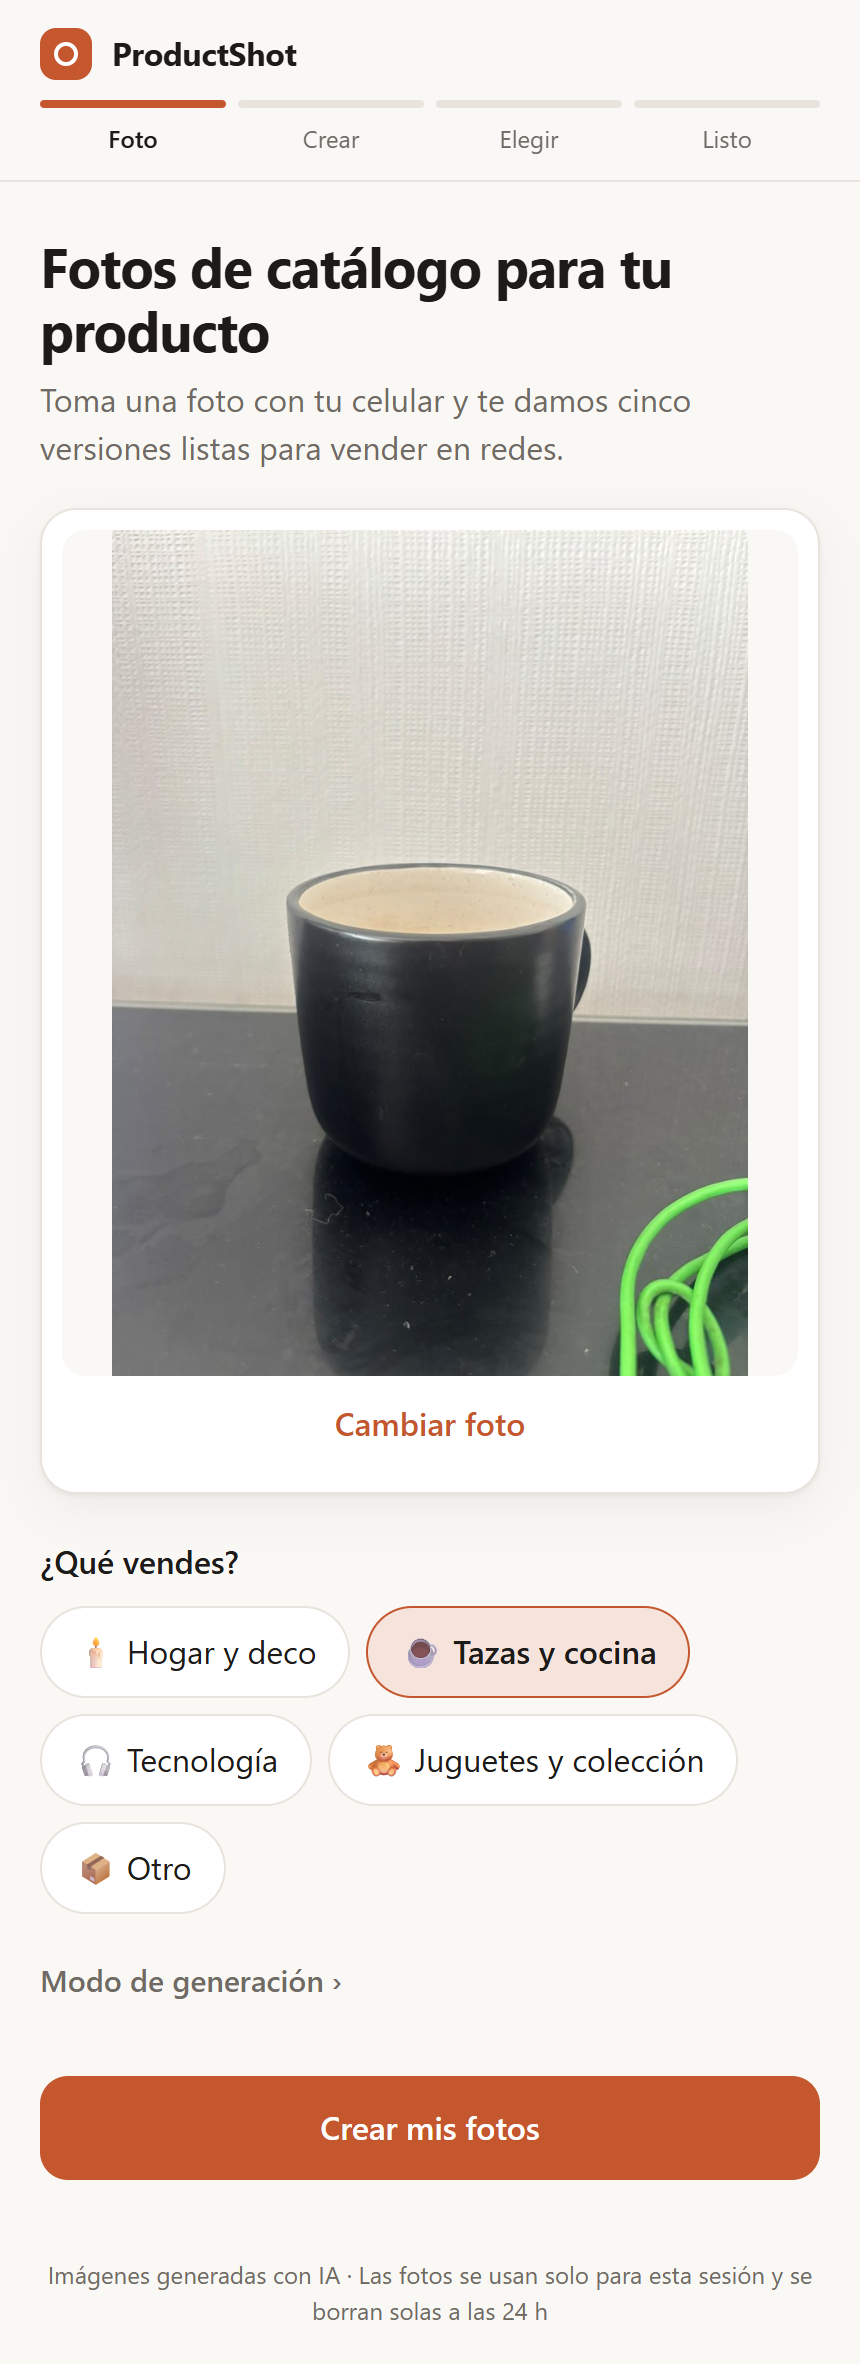 ProductShot
Foto
Crear
Elegir
Listo
Fotos de catálogo para tu
producto
Toma una foto con tu celular y te damos cinco
versiones listas para vender en redes.
Cambiar foto
¿Qué vendes?
Hogar y deco
Tazas y cocina
Tecnología
Juguetes y colección
Otro
Modo de generación ›
Crear mis fotos
Imágenes generadas con IA · Las fotos se usan solo para esta sesión y se
borran solas a las 24 h